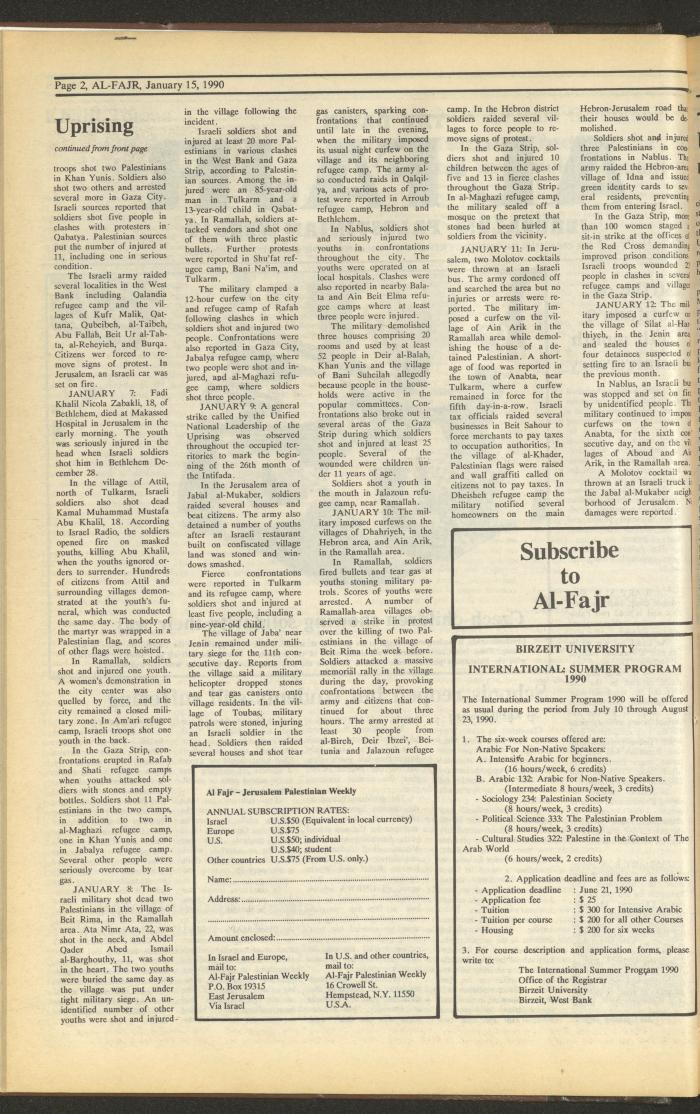 Page 2, AL-FAJR, January 15, 1990
Uprising
continued from front page
troops shot two Palestinians
in Khan Yunis. Soldiers also
shot two others and arrested
several more in Gaza City.
Israeli sources reported that
soldiers shot five people in
clashes with protesters in
Qabatya. Palestinian sources
put the number of injured at
11, including one in serious
condition.
The Israeli army raided
several localities in the West
Bank including Qalandia
refugee camp and the vil-
lages of Kufr Malik, Qat-
tana, Qubeibeh, al-Taibeh,
Abu Fallah, Beit Ur al-Tah-
ta, al-Reheyieh, and Burqa.
Citizens wer forced to re-
move signs of protest. In
Jerusalem, an Israeli car was
set on fire.
JANUARY 7: Fadi
Khalil Nicola Zabakli, 18, of
Bethlehem, died at Makassed
Hospital in Jerusalem in the
early morning. The youth
was seriously injured in the
head when Israeli soldiers
shot him in Bethlehem De-
cember 28.
In the village of Attil,
north of Tulkarm, Israeli
soldiers also shot dead
Kamal Muhammad Mustafa
Abu Khalil, 18. According
to Israel Radio, the soldiers
opened fire on masked
youths, killing Abu Khalil,
when the youths ignored or-
ders to surrender. Hundreds
of citizens from Attil and
surrounding villages demon-
strated at the youth's fu-
neral, which was conducted
the same day. The body of
the martyr was wrapped in a
Palestinian flag, and scores
of other flags were hoisted.
In Ramallah, soldiers
shot and injured one youth.
A women's demonstration in
the city center was also
quelled by force, and the
city remained a closed mili-
tary zone. In Am'ari refugee
camp, Israeli troops shot one
youth in the back.
In the Gaza Strip, con-
frontations erupted in Rafah
and Shati refugee camps
when youths attacked sol-
diers with stones and empty
bottles. Soldiers shot 11 Pal-
estinians in the two camps,
in addition to two in
al-Maghazi refugee camp,
one in Khan Yunis and one
in Jabalya refugee camp.
Several other people were
seriously overcome by tear
gas.
JANUARY 8: The Is-
raeli military shot dead two
Palestinians in the village of
Beit Rima, in the Ramallah
area. Ata Nimr Ata, 22, was
shot in the neck, and Abdel
Qader Abed Ismail
al-Barghouthy, 11, was shot
in the heart. The two youths
were buried the same day as
the village was put under
tight military siege. An un-
identified number of other
youths were shot and injured
in the village following the
incident.
Israeli soldiers shot and
injured at least 20 more Pal-
estinians in various clashes
in the West Bank and Gaza
Strip, according to Palestin-
ian sources. Among the in-
jured were an 85-year-old
man in Tulkarm and a
13-year-old child in Qabat-
ya. In Ramallah, soldiers at-
tacked vendors and shot one
of them with three plastic
bullets. Further protests
were reported in Shu'fat ref-
ugee camp, Bani Na'im, and
Tulkarm.
The military clamped a
12-hour curfew on the city
and refugee camp of Rafah
following clashes in which
soldiers shot and injured two
people. Confrontations were
also reported in Gaza City,
Jabalya refugee camp, where
two people were shot and in-
jured, and al-Maghazi refu-
gee camp, where soldiers
shot three people.
JANUARY 9: A general
strike called by the Unified
National Leadership of the
Uprising was observed
throughout the occupied ter-
ritories to mark the begin-
ning of the 26th month of
the Intifada.
In the Jerusalem area of
Jabal al-Mukaber, soldiers
raided several houses and
beat citizens. The army also
detained a number of youths
after an Israeli restaurant
built on confiscated village
land was stoned and win-
dows smashed.
Fierce confrontations
were reported in Tulkarm
and its refugee camp, where
soldiers shot and injured at
least five people, including a
nine-year-old child.
The village of Jaba' near
Jenin remained under mili-
tary siege for the 11th con-
secutive day. Reports from
the village said a military
helicopter dropped stones
and tear gas canisters onto
village residents. In the vil-
lage of Toubas, military
patrols were stoned, injuring
an Israeli soldier in the
head. Soldiers then raided
several houses and shot tear
gas canisters, sparking con-
frontations that continued
until late in the evening,
when the military imposed
its usual night curfew on the
village and its neighboring
refugee camp. The army al-
so conducted raids in Qalqil-
ya, and various acts of pro-
test were reported in Arroub
refugee camp, Hebron and
Bethlehem.
In Nablus, soldiers shot
and seriously injured two
youths in confrontations
throughout the city. The
youths were operated on at
local hospitals. Clashes were
also reported in nearby Bala-
ta and Ain Beit Elma refu-
gee camps where at least
three people were injured.
The military demolished
three houses comprising 20
rooms and used by at least
52 people in Deir al-Balah,
Khan Yunis and the village
of Bani Suheilah allegedly
because people in the house-
holds were active in the
popular committees. Con-
frontations also broke out in
several areas of the Gaza
Strip during which soldiers
shot and injured at least 25
people. Several of the
wounded were children un-
der 11 years of age.
Soldiers shot a youth in
the mouth in Jalazoun refu-
gee camp, near Ramallah.
JANUARY 10: The mil-
itary imposed curfews on the
villages of Dhahriyeh, in the
Hebron area, and Ain Arik,
in the Ramallah area.
In Ramallah, soldiers
fired bullets and tear gas at
youths stoning military pa-
trols. Scores of youths were
arrested. A number of
Ramallah-area villages ob-
served a strike in protest
over the killing of two Pal-
estinians in the village of
Beit Rima the week before.
Soldiers attacked a massive
memorial rally in the village
during the day, provoking
confrontations between the
army and citizens that con-
tinued for about three
hours. The army arrested at
least 30 people from
al-Birch, Deir Ibzei', Bei-
tunia and Jalazoun refugee
camp. In the Hebron district
soldiers raided several vil-
lages to force people to re-
move signs of protest.
In the Gaza Strip, sol-
diers shot and injured 10
children between the ages of
five and 13 in fierce clashes
throughout the Gaza Strip.
In al-Maghazi refugee camp,
the military sealed off a
mosque on the pretext that
stones had been hurled at
soldiers from the vicinity.
JANUARY 11: In Jeru-
salem, two Molotov cocktails
were thrown at an Israeli
bus. The army cordoned off
and searched the area but no
injuries or arrests were re-
ported. The military im-
posed a curfew on the vil-
lage of Ain Arik in the
Ramallah area while demol-
ishing the house of a de-
tained Palestinian. A short-
age of food was reported in
the town of Anabta, near
Tulkarm, where a curfew
remained in force for the
fifth day-in-a-row. Israeli
tax officials raided several
businesses in Beit Sahour to
force merchants to pay taxes
to occupation authorities. In
the village of al-Khader,
Palestinian flags were raised
and wall graffiti called on
citizens not to pay taxes. In
Dheisheh refugee camp the
military notified several
homeowners on the main
Hebron-Jerusalem road that
their houses would be de-
molished.
Soldiers shot and injured
three Palestinians in con-
frontations in Nablus. The
army raided the Hebron-area
village of Idna and issued
green identity cards to sev-
eral residents, preventing
them from entering Israel.
In the Gaza Strip, more
than 100 women staged a
sit-in strike at the offices of
the Red Cross demanding
improved prison conditions.
Israeli troops wounded 2
people in clashes in several
refugee camps and villages
in the Gaza Strip.
JANUARY 12: The mil-
itary imposed a curfew on
the village of Silat al-Har-
thiyeh, in the Jenin area
and sealed the houses of
four detainees suspected of
setting fire to an Israeli bus
the previous month.
In Nablus, an Israeli bus
was stopped and set on fire
by unidentified people. The
military continued to impose
curfews on the town of
Anabta, for the sixth con-
secutive day, and on the vil-
lages of Aboud and Ain
Arik, in the Ramallah area.
A Molotov cocktail was
thrown at an Israeli truck in
the Jabal al-Mukaber neigh-
borhood of Jerusalem. No
damages were reported.
Subscribe
to
Al-Fajr
BIRZEIT UNIVERSITY
INTERNATIONAL SUMMER PROGRAM
1990
The International Summer Program 1990 will be offered
as usual during the period from July 10 through August
23, 1990.
1. The six-week courses offered are:
Arabic For Non-Native Speakers:
A. Intensive Arabic for beginners.
(16 hours/week, 6 credits)
B. Arabic 132: Arabic for Non-Native Speakers.
(Intermediate 8 hours/week, 3 credits)
- Sociology 234: Palestinian Society
(8 hours/week, 3 credits)
- Political Science 333: The Palestinian Problem
(8 hours/week, 3 credits)
- Cultural Studies 322: Palestine in the Context of The
Arab World
(6 hours/week, 2 credits)
2. Application deadline and fees are as follows:
- Application deadline : June 21, 1990
- Application fee : $ 25
- Tuition : $ 300 for Intensive Arabic
- Tuition per course : $ 200 for all other Courses
- Housing : $ 200 for six weeks
3. For course description and application forms, please
write to:
The International Summer Program 1990
Office of the Registrar
Birzeit University
Birzeit, West Bank
Al Fajr - Jerusalem Palestinian Weekly
ANNUAL SUBSCRIPTION RATES:
Israel U.S.$50 (Equivalent in local currency)
Europe U.S.$75
U.S. U.S.$50; individual
U.S.$40; student
Other countries U.S.$75 (From U.S. only.)
Name:
Address:
Amount enclosed:
In Israel and Europe,
mail to:
Al-Fajr Palestinian Weekly
P.O. Box 19315
East Jerusalem
Via Israel
In U.S. and other countries,
mail to:
Al-Fajr Palestinian Weekly
16 Crowell St.
Hempstead, N.Y. 11550
U.S.A.